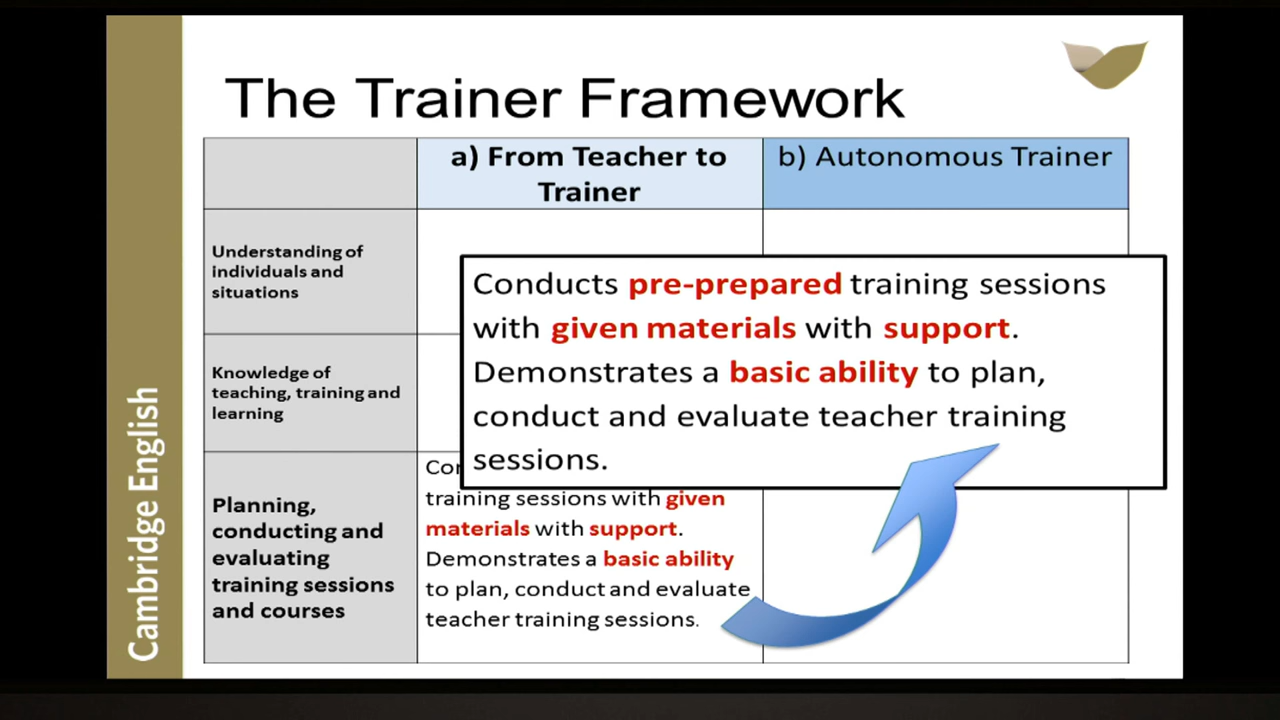 The Trainer Framework
a) From Teacher to
Trainer
b) Autonomous Trainer
Understanding of
individuals and
situations
Knowledge of
teaching, training and
learning
Planning,
conducting and
evaluating
training sessions
and courses
training sessions with given
materials with support.
Demonstrates a basic ability
to plan, conduct and evaluate
teacher training sessions.
Conducts pre-prepared training sessions
with given materials with support.
Demonstrates a basic ability to plan,
conduct and evaluate teacher training
sessions.
Cambridge English